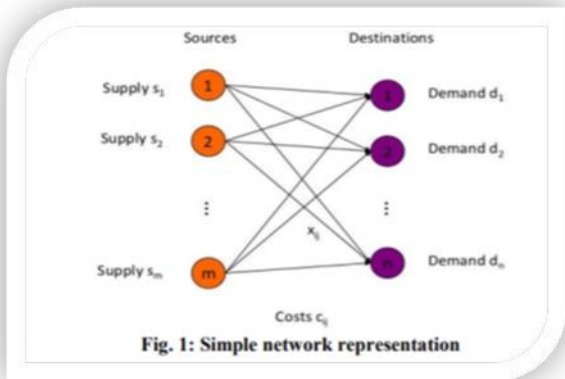 Sources Destinations
Supply s₁ 1 1 Demand d₁
Supply s₂ 2 2 Demand d₂
⋮ ⋮
xᵢⱼ
Supply sₘ m n Demand dₙ
Costs cᵢⱼ
Fig. 1: Simple network representation